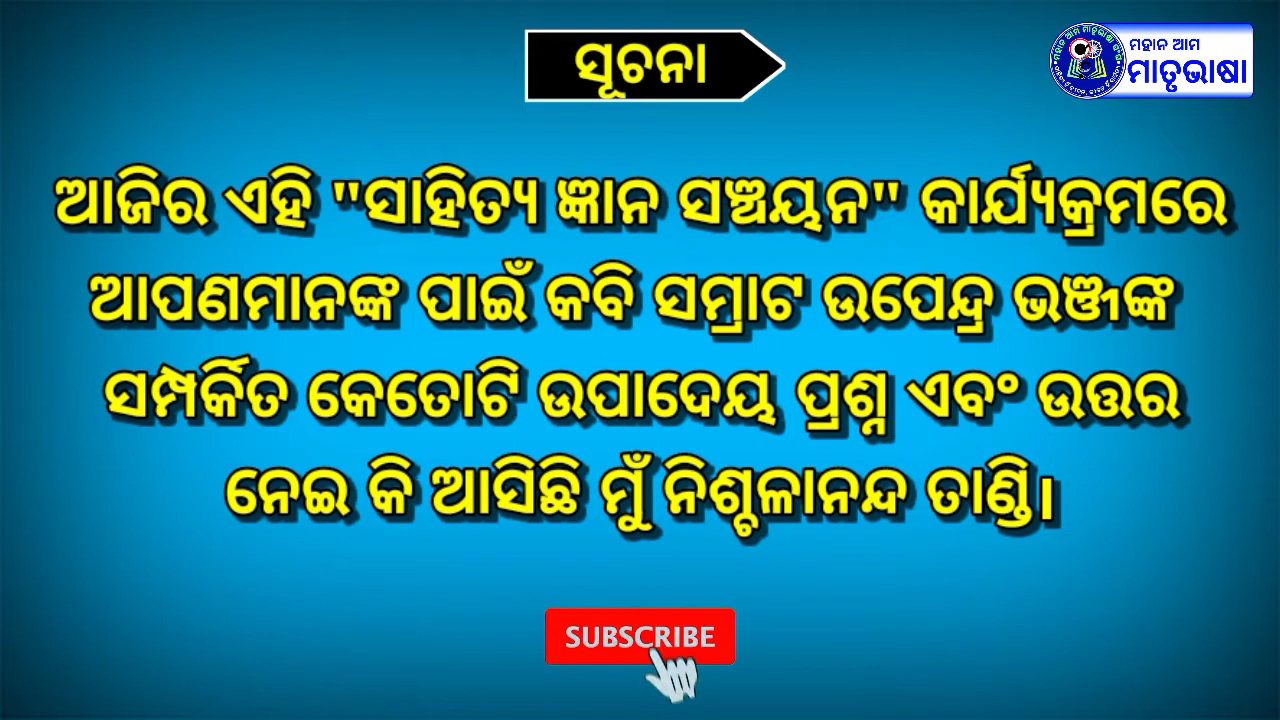 ସୂଚନା
ମହାନ ଆମ
ମାତୃଭାଷା
ଆଜିର ଏହି "ସାହିତ୍ୟ ଜ୍ଞାନ ସଞ୍ଚୟନ" କାର୍ଯ୍ୟକ୍ରମରେ
ଆପଣମାନଙ୍କ ପାଇଁ କବି ସମ୍ରାଟ ଉପେନ୍ଦ୍ର ଭଞ୍ଜଙ୍କ
ସମ୍ପର୍କିତ କେତୋଟି ଉପାଦେୟ ପ୍ରଶ୍ନ ଏବଂ ଉତ୍ତର
ନେଇ କି ଆସିଛି ମୁଁ ନିଶ୍ଚଳାନନ୍ଦ ତାଣ୍ଡି।
SUBSCRIBE